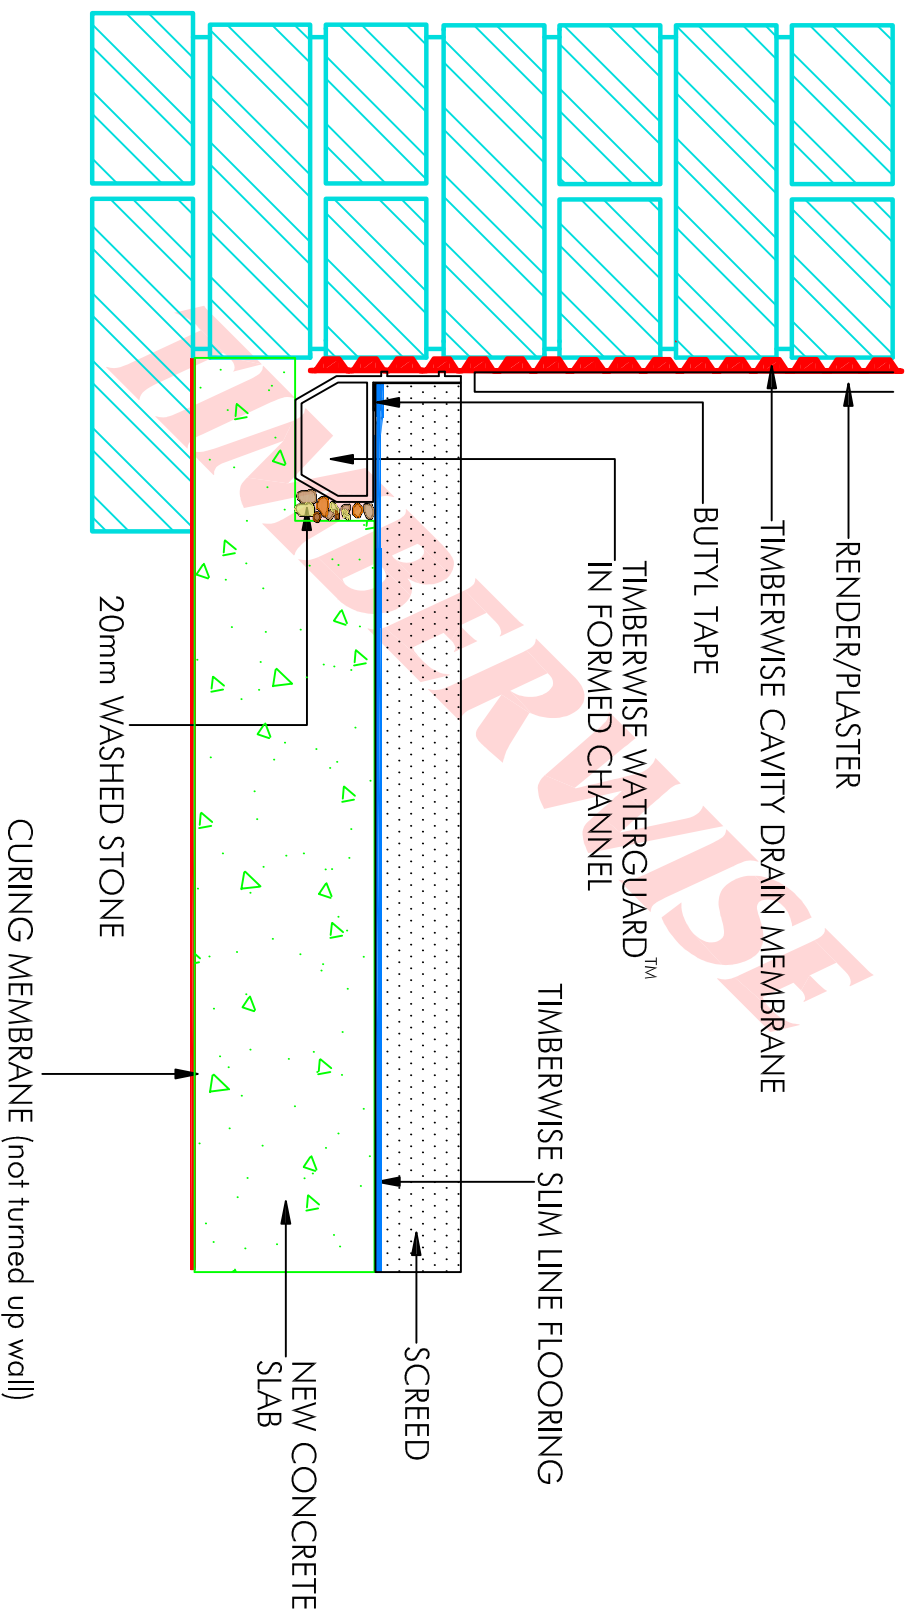 RENDER/PLASTER
TIMBERWISE CAVITY DRAIN MEMBRANE
BUTYL TAPE
TIMBERWISE WATERGUARD™
IN FORMED CHANNEL
TIMBERWISE SLIM LINE FLOORING
SCREED
NEW CONCRETE
SLAB
20mm WASHED STONE
CURING MEMBRANE (not turned up wall)
TIMBERWISE